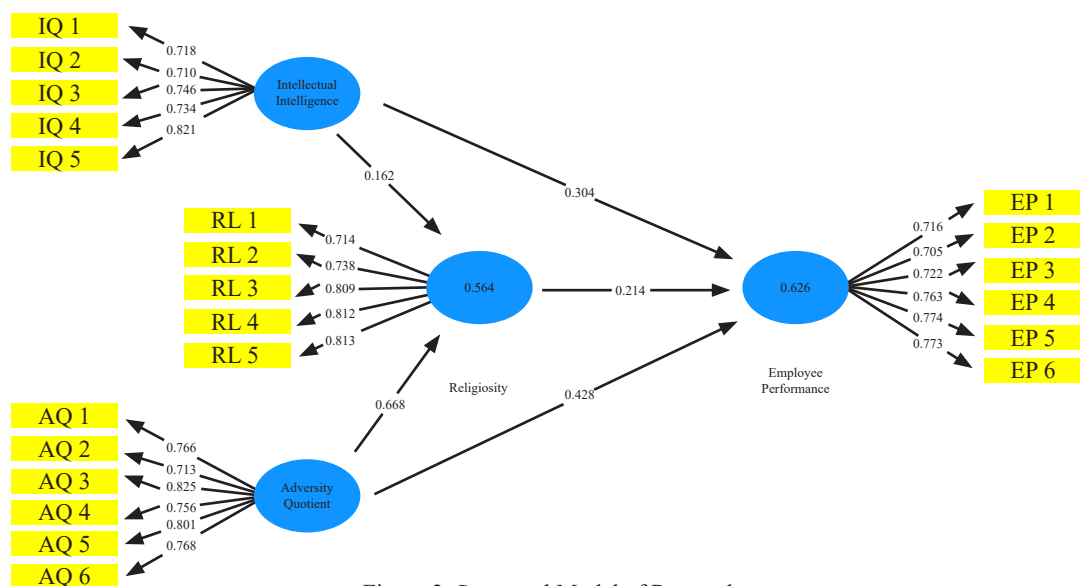 IQ 1
IQ 2
IQ 3
IQ 4
IQ 5
0.718
0.710
0.746
0.734
0.821
Intellectual
Intelligence
0.162
0.304
RL 1
RL 2
RL 3
RL 4
RL 5
0.714
0.738
0.809
0.812
0.813
0.564
Religiosity
0.214
0.626
Employee
Performance
0.716
0.705
0.722
0.763
0.774
0.773
EP 1
EP 2
EP 3
EP 4
EP 5
EP 6
0.668
0.428
AQ 1
AQ 2
AQ 3
AQ 4
AQ 5
AQ 6
0.766
0.713
0.825
0.756
0.801
0.768
Adversity
Quotient